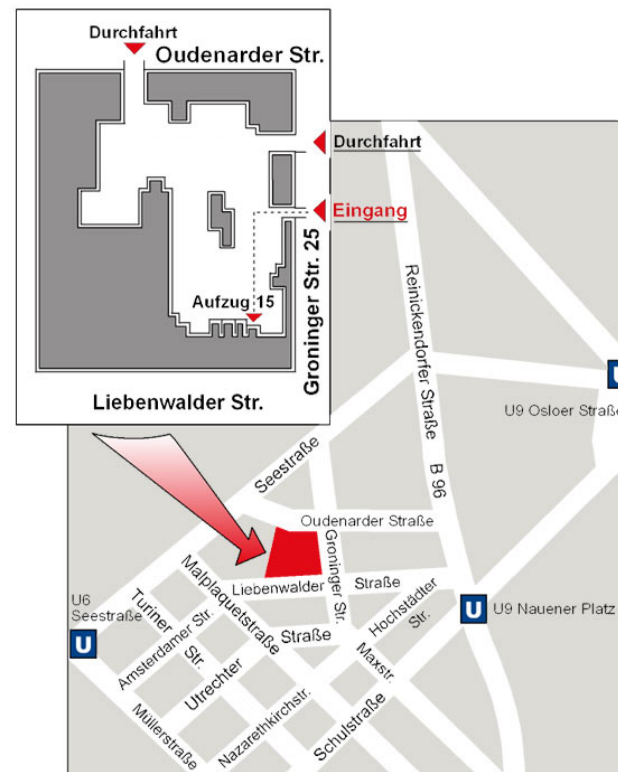 Durchfahrt
Oudenarder Str.
Durchfahrt
Eingang
Groninger Str. 25
Aufzug 15
Liebenwalder Str.
Reinickendorfer Straße
B 96
U
U9 Osloer Straße
Seestraße
Oudenarder Straße
Groninger Str.
Malplaquetstraße
Liebenwalder
Straße
Hochstädter
Str.
U6
Seestraße
U
Turiner
Str.
Amsterdamer Str.
Straße
Utrechter
Maxstr.
U
U9 Nauener Platz
Müllerstraße
Nazarethkirchstr.
Schulstraße